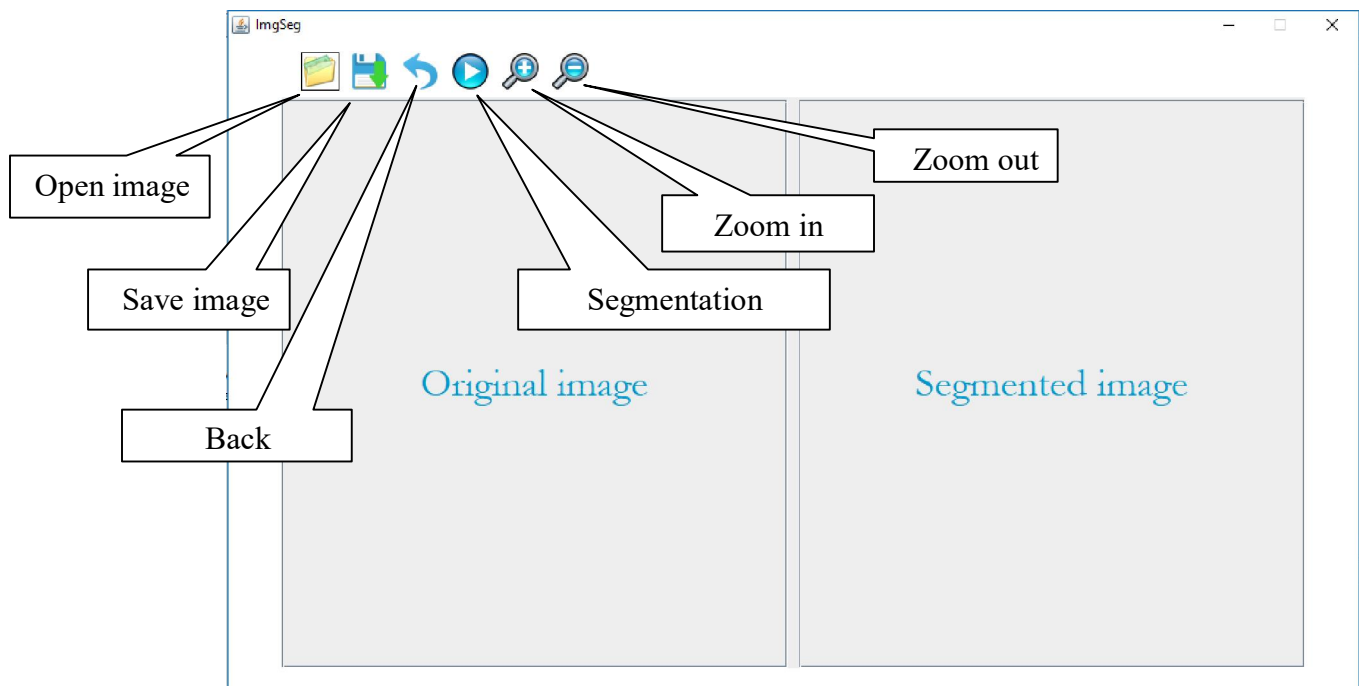 ImgSeg
Zoom out
Open image
Zoom in
Save image
Segmentation
Original image
Segmented image
Back